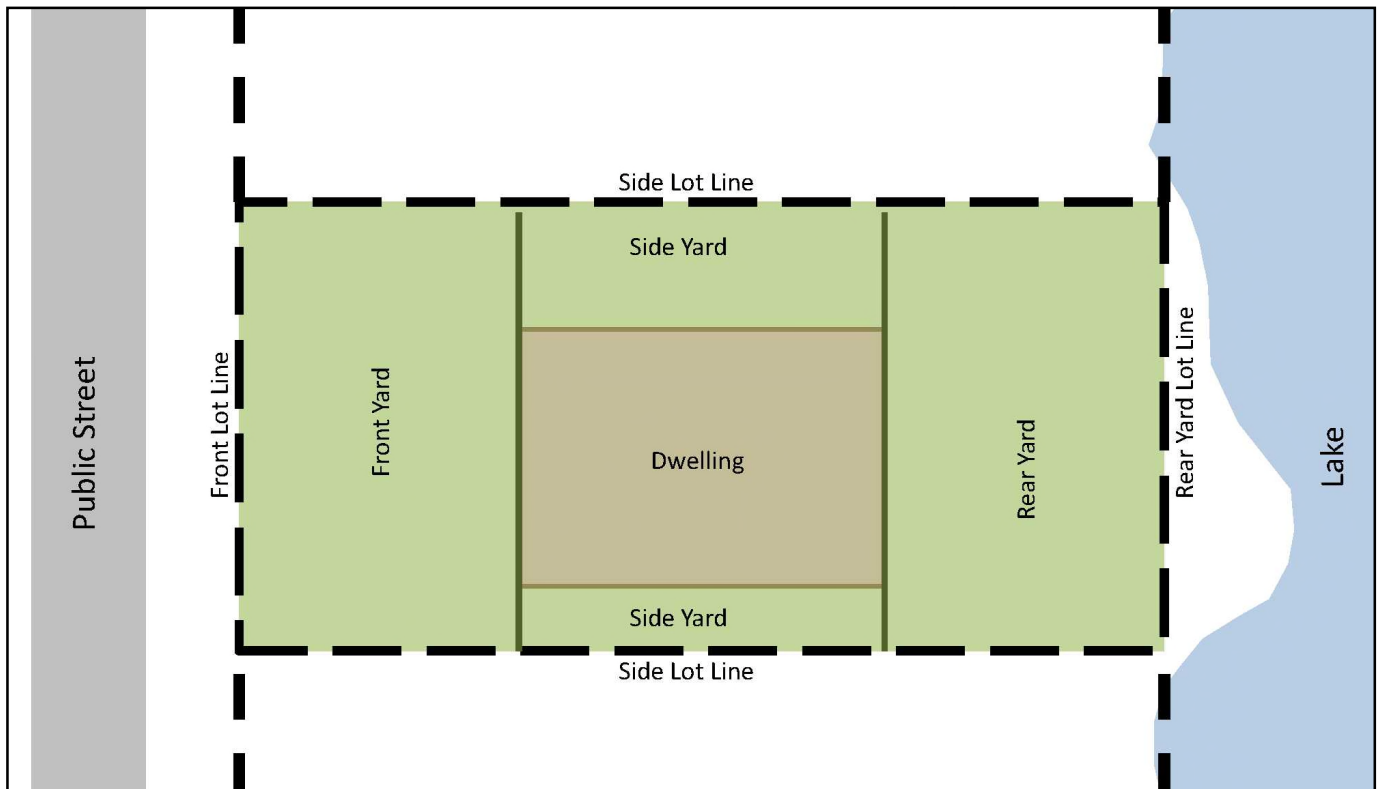 Side Lot Line
Side Yard
Public Street
Front Lot Line
Front Yard
Dwelling
Rear Yard
Rear Yard Lot Line
Lake
Side Yard
Side Lot Line